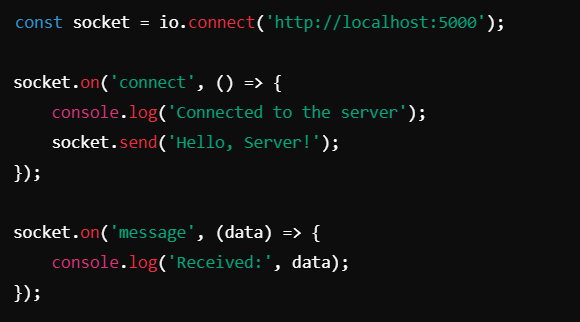 const socket = io.connect('http://localhost:5000');
socket.on('connect', () => {
    console.log('Connected to the server');
    socket.send('Hello, Server!');
});
socket.on('message', (data) => {
    console.log('Received:', data);
});